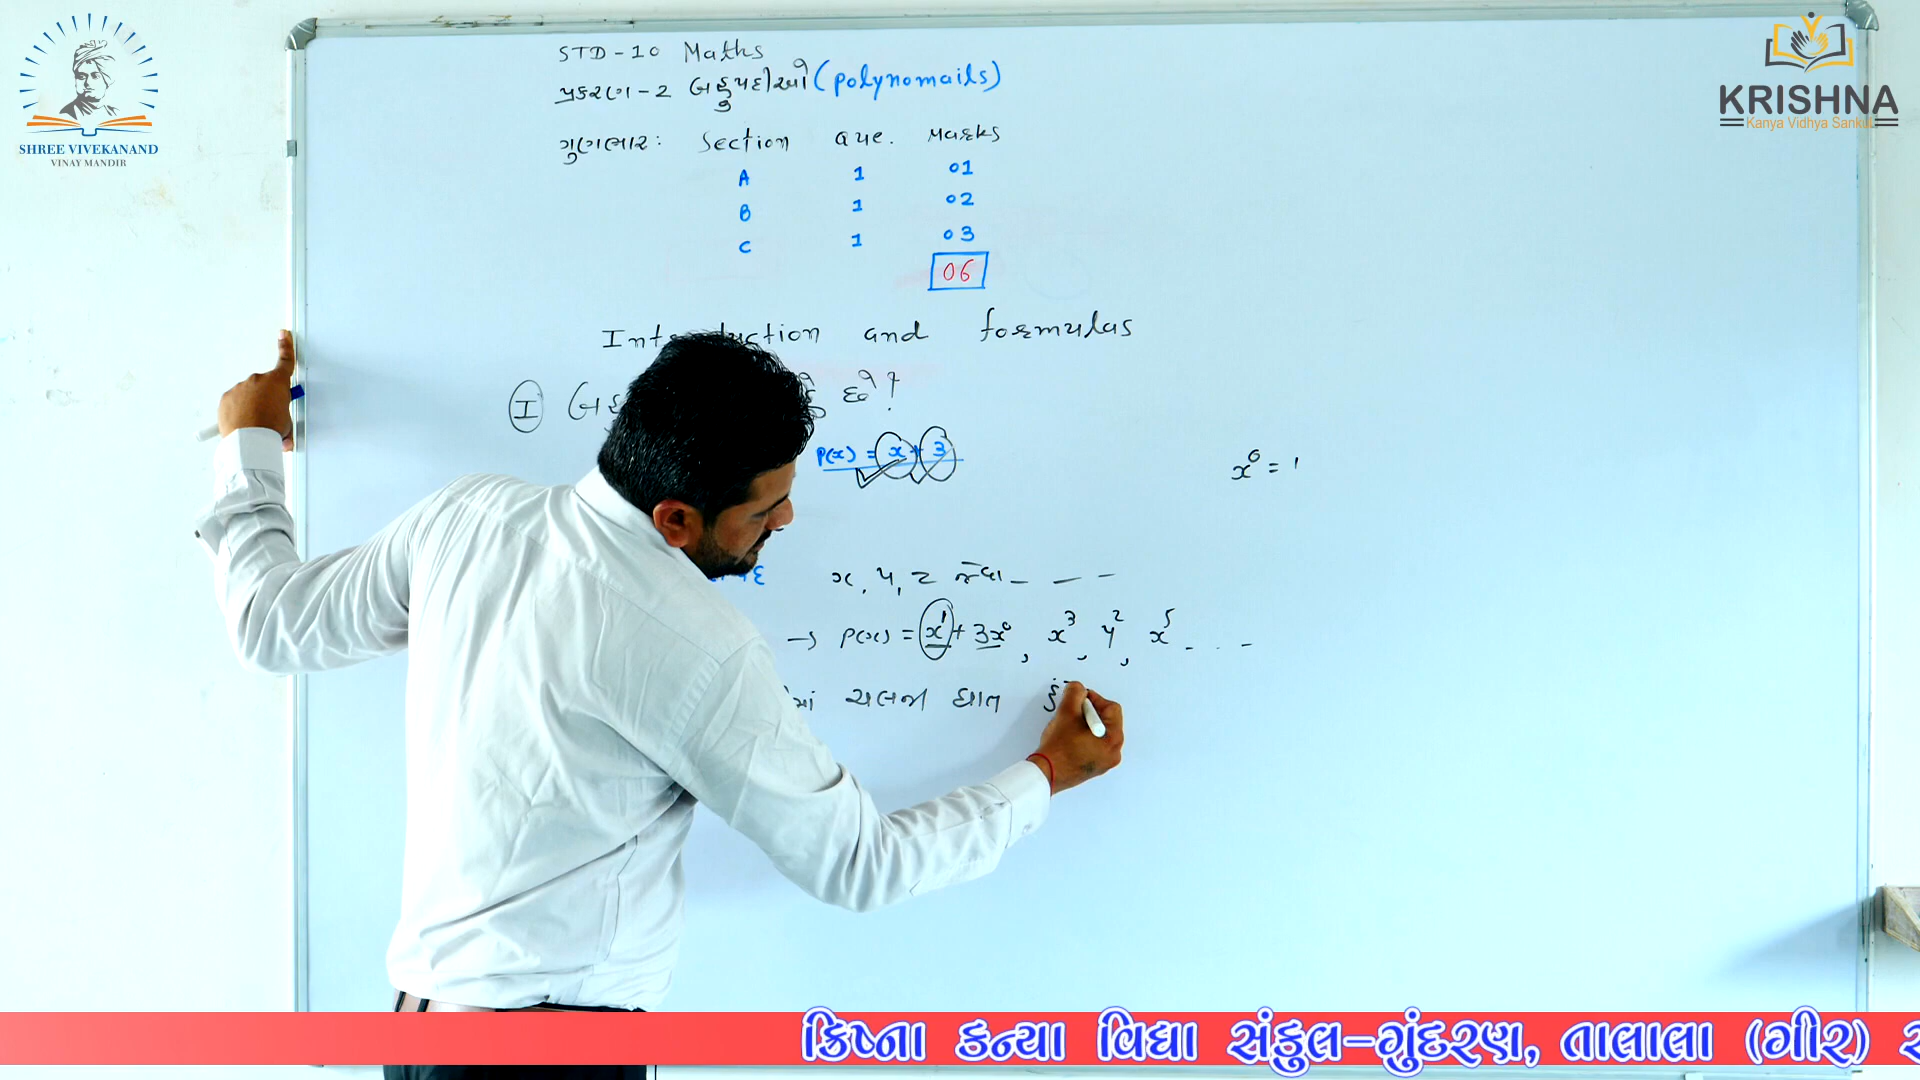 SHREE VIVEKANAND
VINAY MANDIR
KRISHNA
Kanya Vidhya Sankul
STD-10 Maths
પ્રકરણ-2 બહુપદીઓ (polynomails)
ગુણભાર: Section Que. Marks
A 1 01
B 1 02
C 1 03
06
and formulas
I છે?
P(x) = x + 3
x⁰ = 1
x, y, z જેવા - - -
→ P(x) = x¹ + 3x⁰, x³, y², x⁵ - - -
ચલની ઘાત
ક્રિષ્ના કન્યા વિદ્યા સંકુલ-ગુંદરણ, તાલાલા (ગીર)